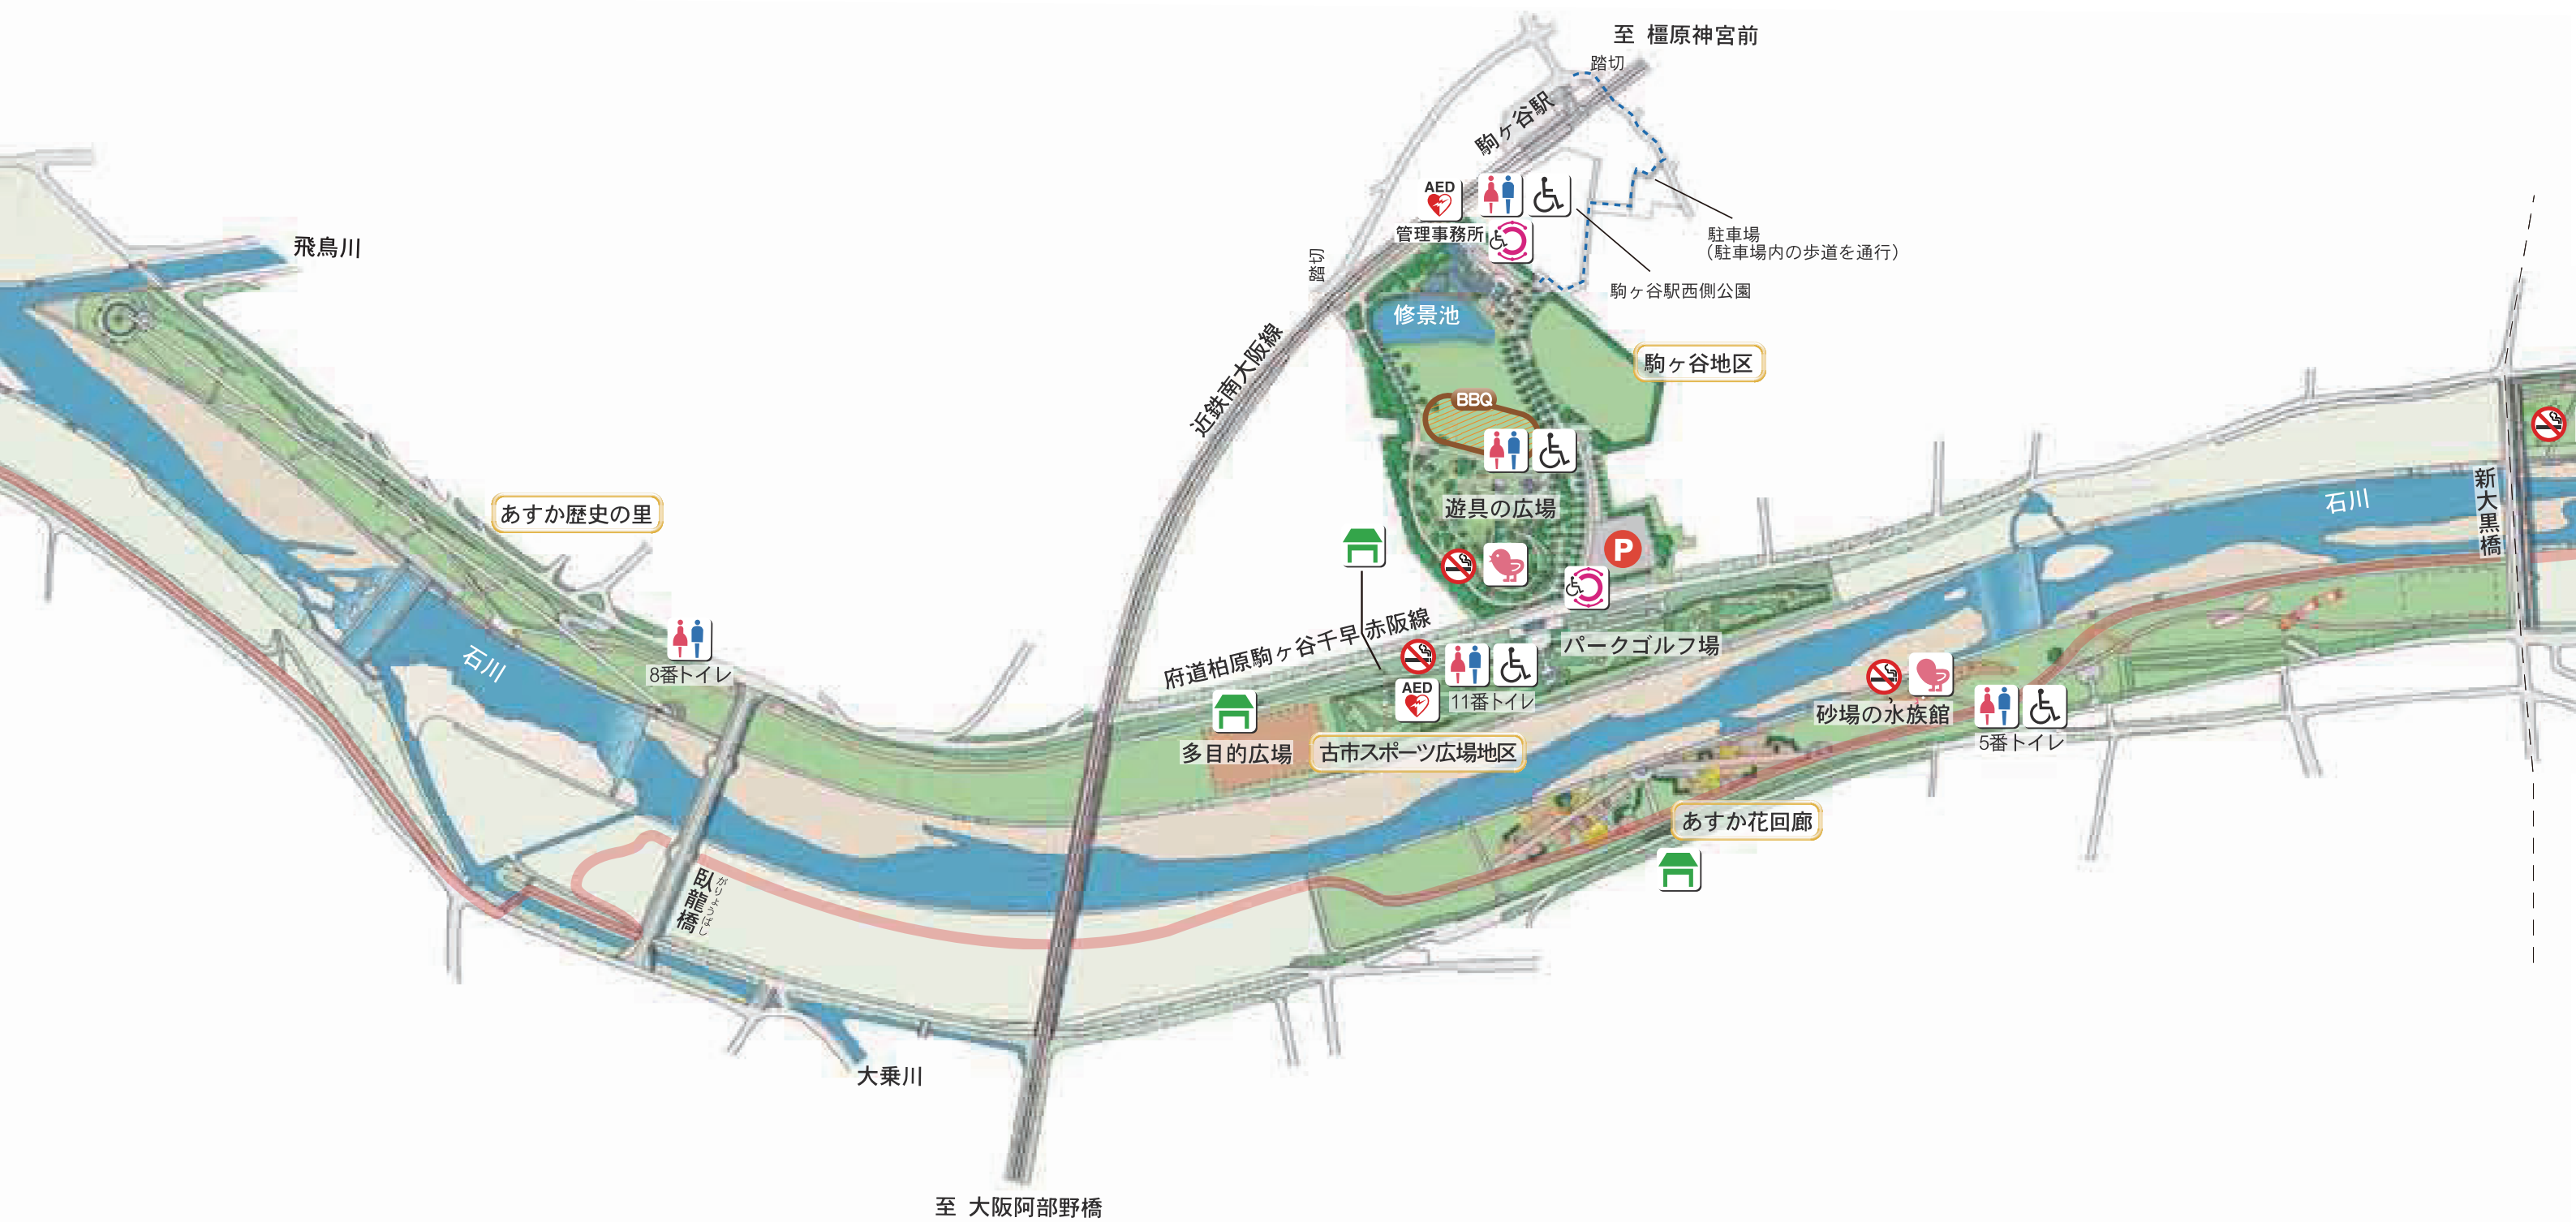 至 橿原神宮前
踏切
駒ヶ谷駅
AED
管理事務所
駐車場
（駐車場内の歩道を通行）
駒ヶ谷駅西側公園
踏切
飛鳥川
修景池
近鉄南大阪線
駒ヶ谷地区
BBQ
遊具の広場
あすか歴史の里
P
石川
新大黒橋
府道柏原駒ヶ谷千早赤阪線
パークゴルフ場
8番トイレ
石川
AED
11番トイレ
多目的広場
古市スポーツ広場地区
砂場の水族館
5番トイレ
あすか花回廊
臥龍橋
がりょうばし
大乗川
至 大阪阿部野橋